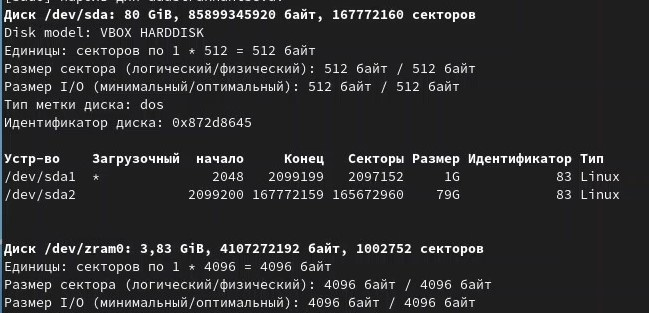 Диск /dev/sda: 80 GiB, 85899345920 байт, 167772160 секторов
Disk model: VBOX HARDDISK
Единицы: секторов по 1 * 512 = 512 байт
Размер сектора (логический/физический): 512 байт / 512 байт
Размер I/O (минимальный/оптимальный): 512 байт / 512 байт
Тип метки диска: dos
Идентификатор диска: 0x872d8645
Устр-во Загрузочный начало Конец Секторы Размер Идентификатор Тип
/dev/sda1 * 2048 2099199 2097152 1G 83 Linux
/dev/sda2 2099200 167772159 165672960 79G 83 Linux
Диск /dev/zram0: 3,83 GiB, 4107272192 байт, 1002752 секторов
Единицы: секторов по 1 * 4096 = 4096 байт
Размер сектора (логический/физический): 4096 байт / 4096 байт
Размер I/O (минимальный/оптимальный): 4096 байт / 4096 байт